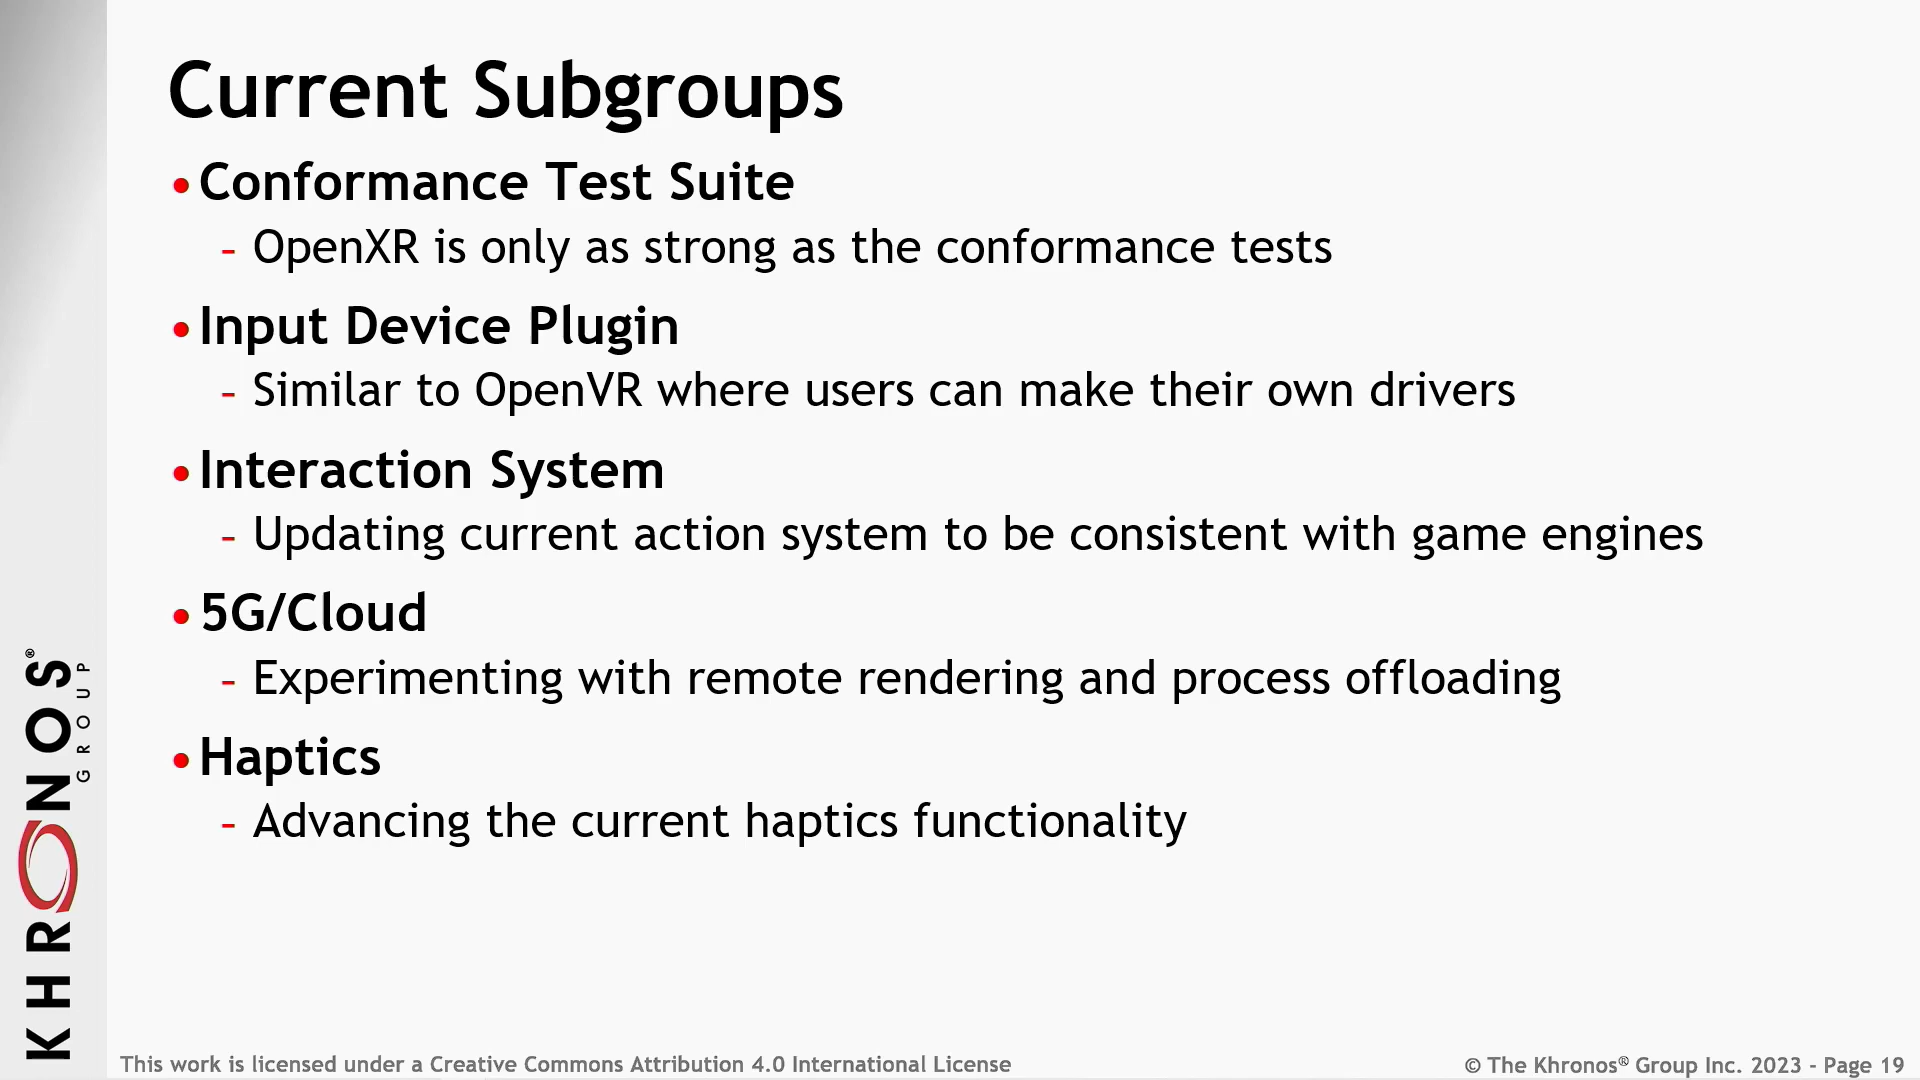 Current Subgroups
• Conformance Test Suite
– OpenXR is only as strong as the conformance tests
• Input Device Plugin
– Similar to OpenVR where users can make their own drivers
• Interaction System
– Updating current action system to be consistent with game engines
• 5G/Cloud
– Experimenting with remote rendering and process offloading
• Haptics
– Advancing the current haptics functionality
KHRONOS®
GROUP
This work is licensed under a Creative Commons Attribution 4.0 International License
© The Khronos® Group Inc. 2023 - Page 19